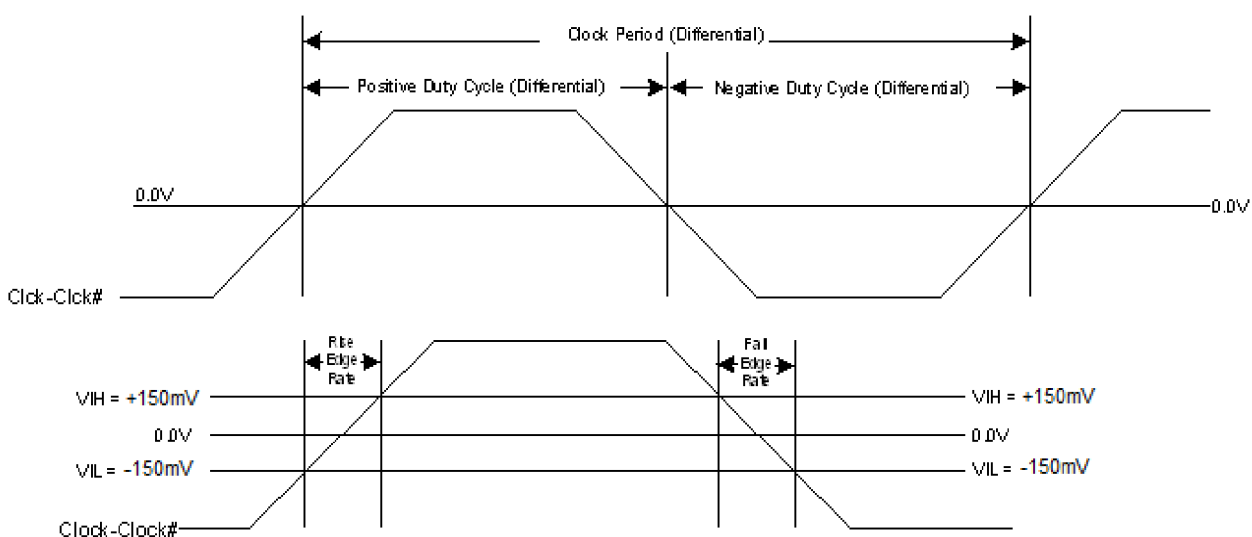 Clock Period (Differential)
Positive Duty Cycle (Differential)
Negative Duty Cycle (Differential)
0.0V
0.0V
Clck-Clck#
Rise
Edge
Rate
Fall
Edge
Rate
VIH = +150mV
VIH = +150mV
0.0V
0.0V
VIL = -150mV
VIL = -150mV
Clock-Clock#